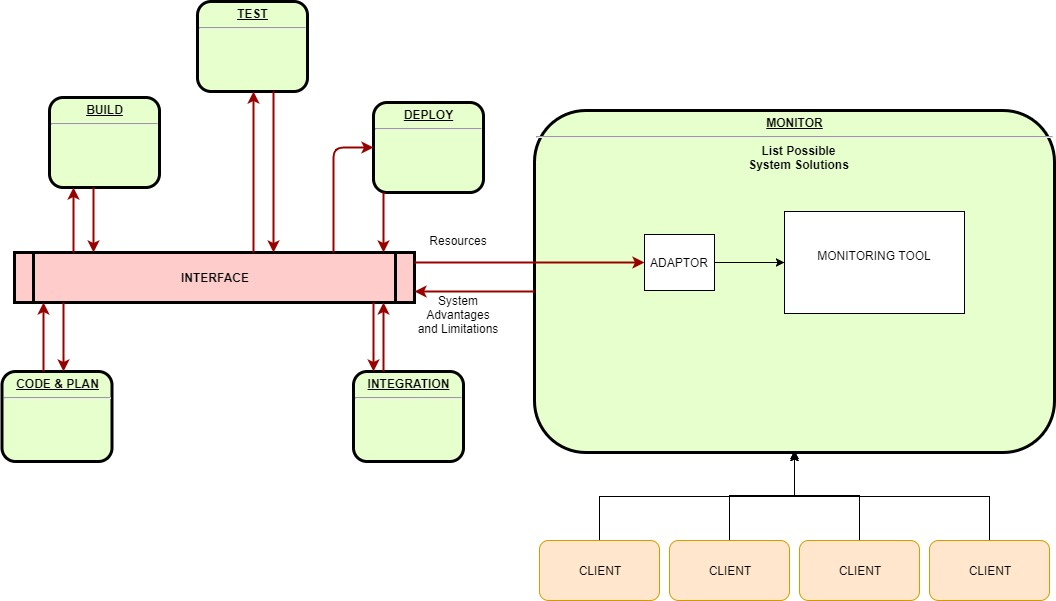 TEST
BUILD
DEPLOY
MONITOR
List Possible
System Solutions
Resources
ADAPTOR
MONITORING TOOL
INTERFACE
System
Advantages
and Limitations
CODE & PLAN
INTEGRATION
CLIENT
CLIENT
CLIENT
CLIENT